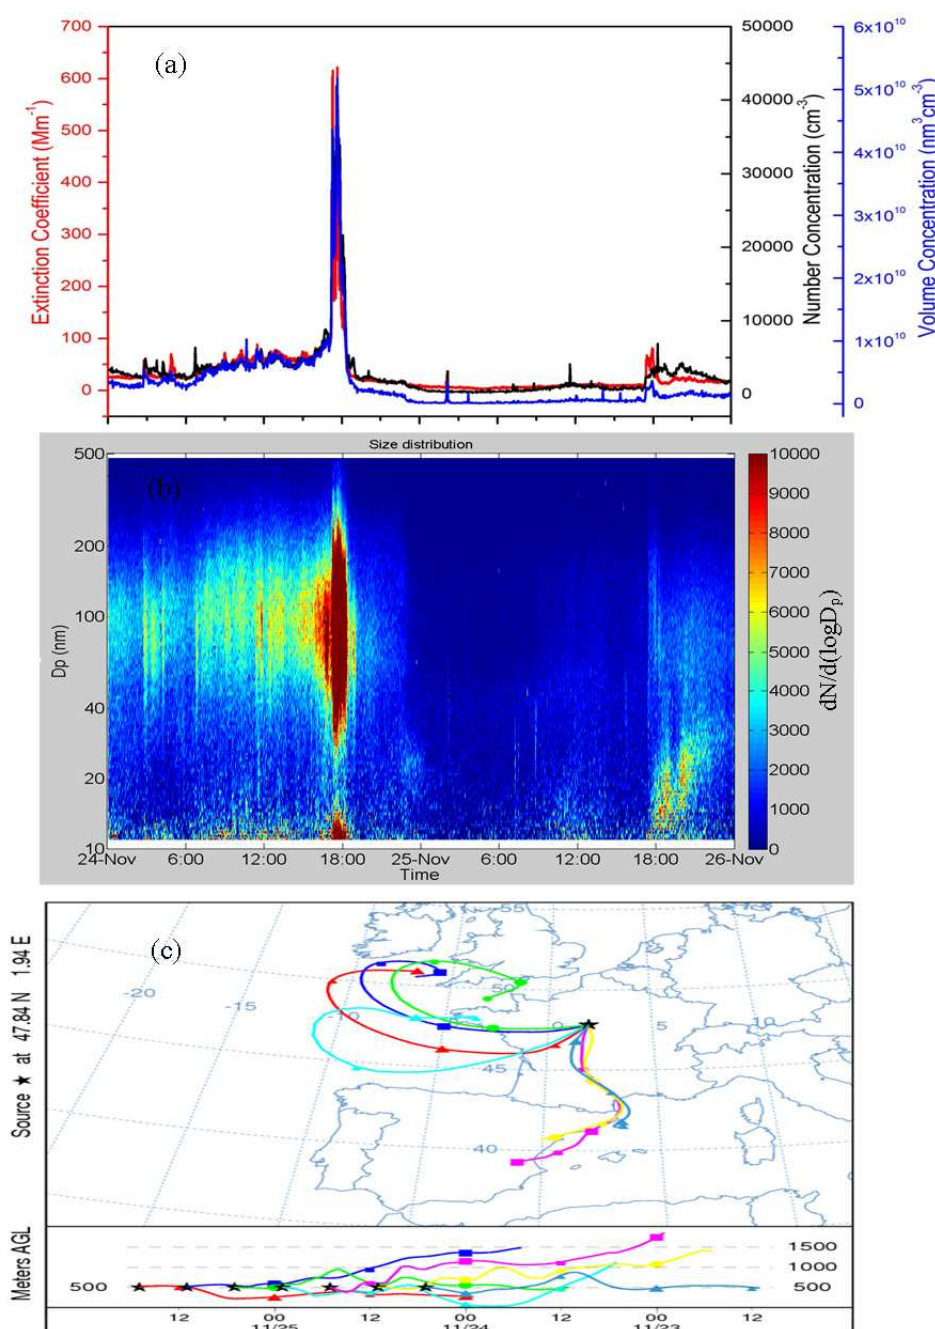 (a)
Extinction Coefficient (Mm-1)
700
600
500
400
300
200
100
0
50000
40000
30000
20000
10000
0
Number Concentration (cm-3)
6x10^10
5x10^10
4x10^10
3x10^10
2x10^10
1x10^10
0
Volume Concentration (nm3cm-3)
Size distribution
(b)
Dp (nm)
500
200
100
40
20
10
24-Nov 6:00 12:00 18:00 25-Nov 6:00 12:00 18:00 26-Nov
Time
10000
9000
8000
7000
6000
5000
4000
3000
2000
1000
0
dN/d(logDp)
(c)
Source ★ at 47.84 N 1.94 E
55
-20
-15
-10
50
0
5
10
45
40
Meters AGL
500
1500
1000
500
12 00 12 00 12 00 12
11/25 11/24 11/23